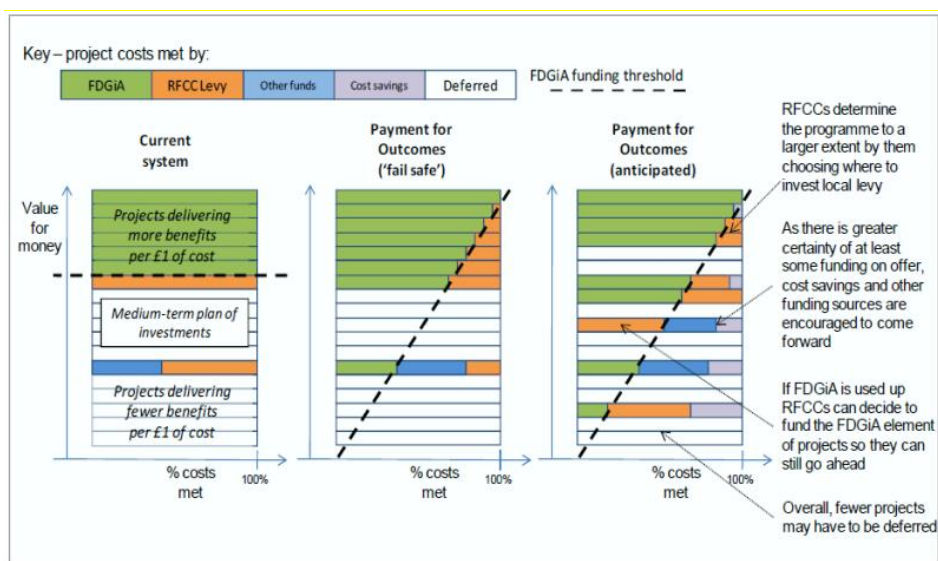 Key – project costs met by:
FDGiA
RFCC Levy
Other funds
Cost savings
Deferred
FDGiA funding threshold
Current
system
Payment for
Outcomes
('fail safe')
Payment for
Outcomes
(anticipated)
Value
for
money
Projects delivering
more benefits
per £1 of cost
Medium-term plan of
investments
Projects delivering
fewer benefits
per £1 of cost
% costs
met
100%
% costs
met
100%
% costs
met
100%
RFCCs determine
the programme to a
larger extent by them
choosing where to
invest local levy
As there is greater
certainty of at least
some funding on offer,
cost savings and other
funding sources are
encouraged to come
forward
If FDGiA is used up
RFCCs can decide to
fund the FDGiA element
of projects so they can
still go ahead
Overall, fewer projects
may have to be deferred